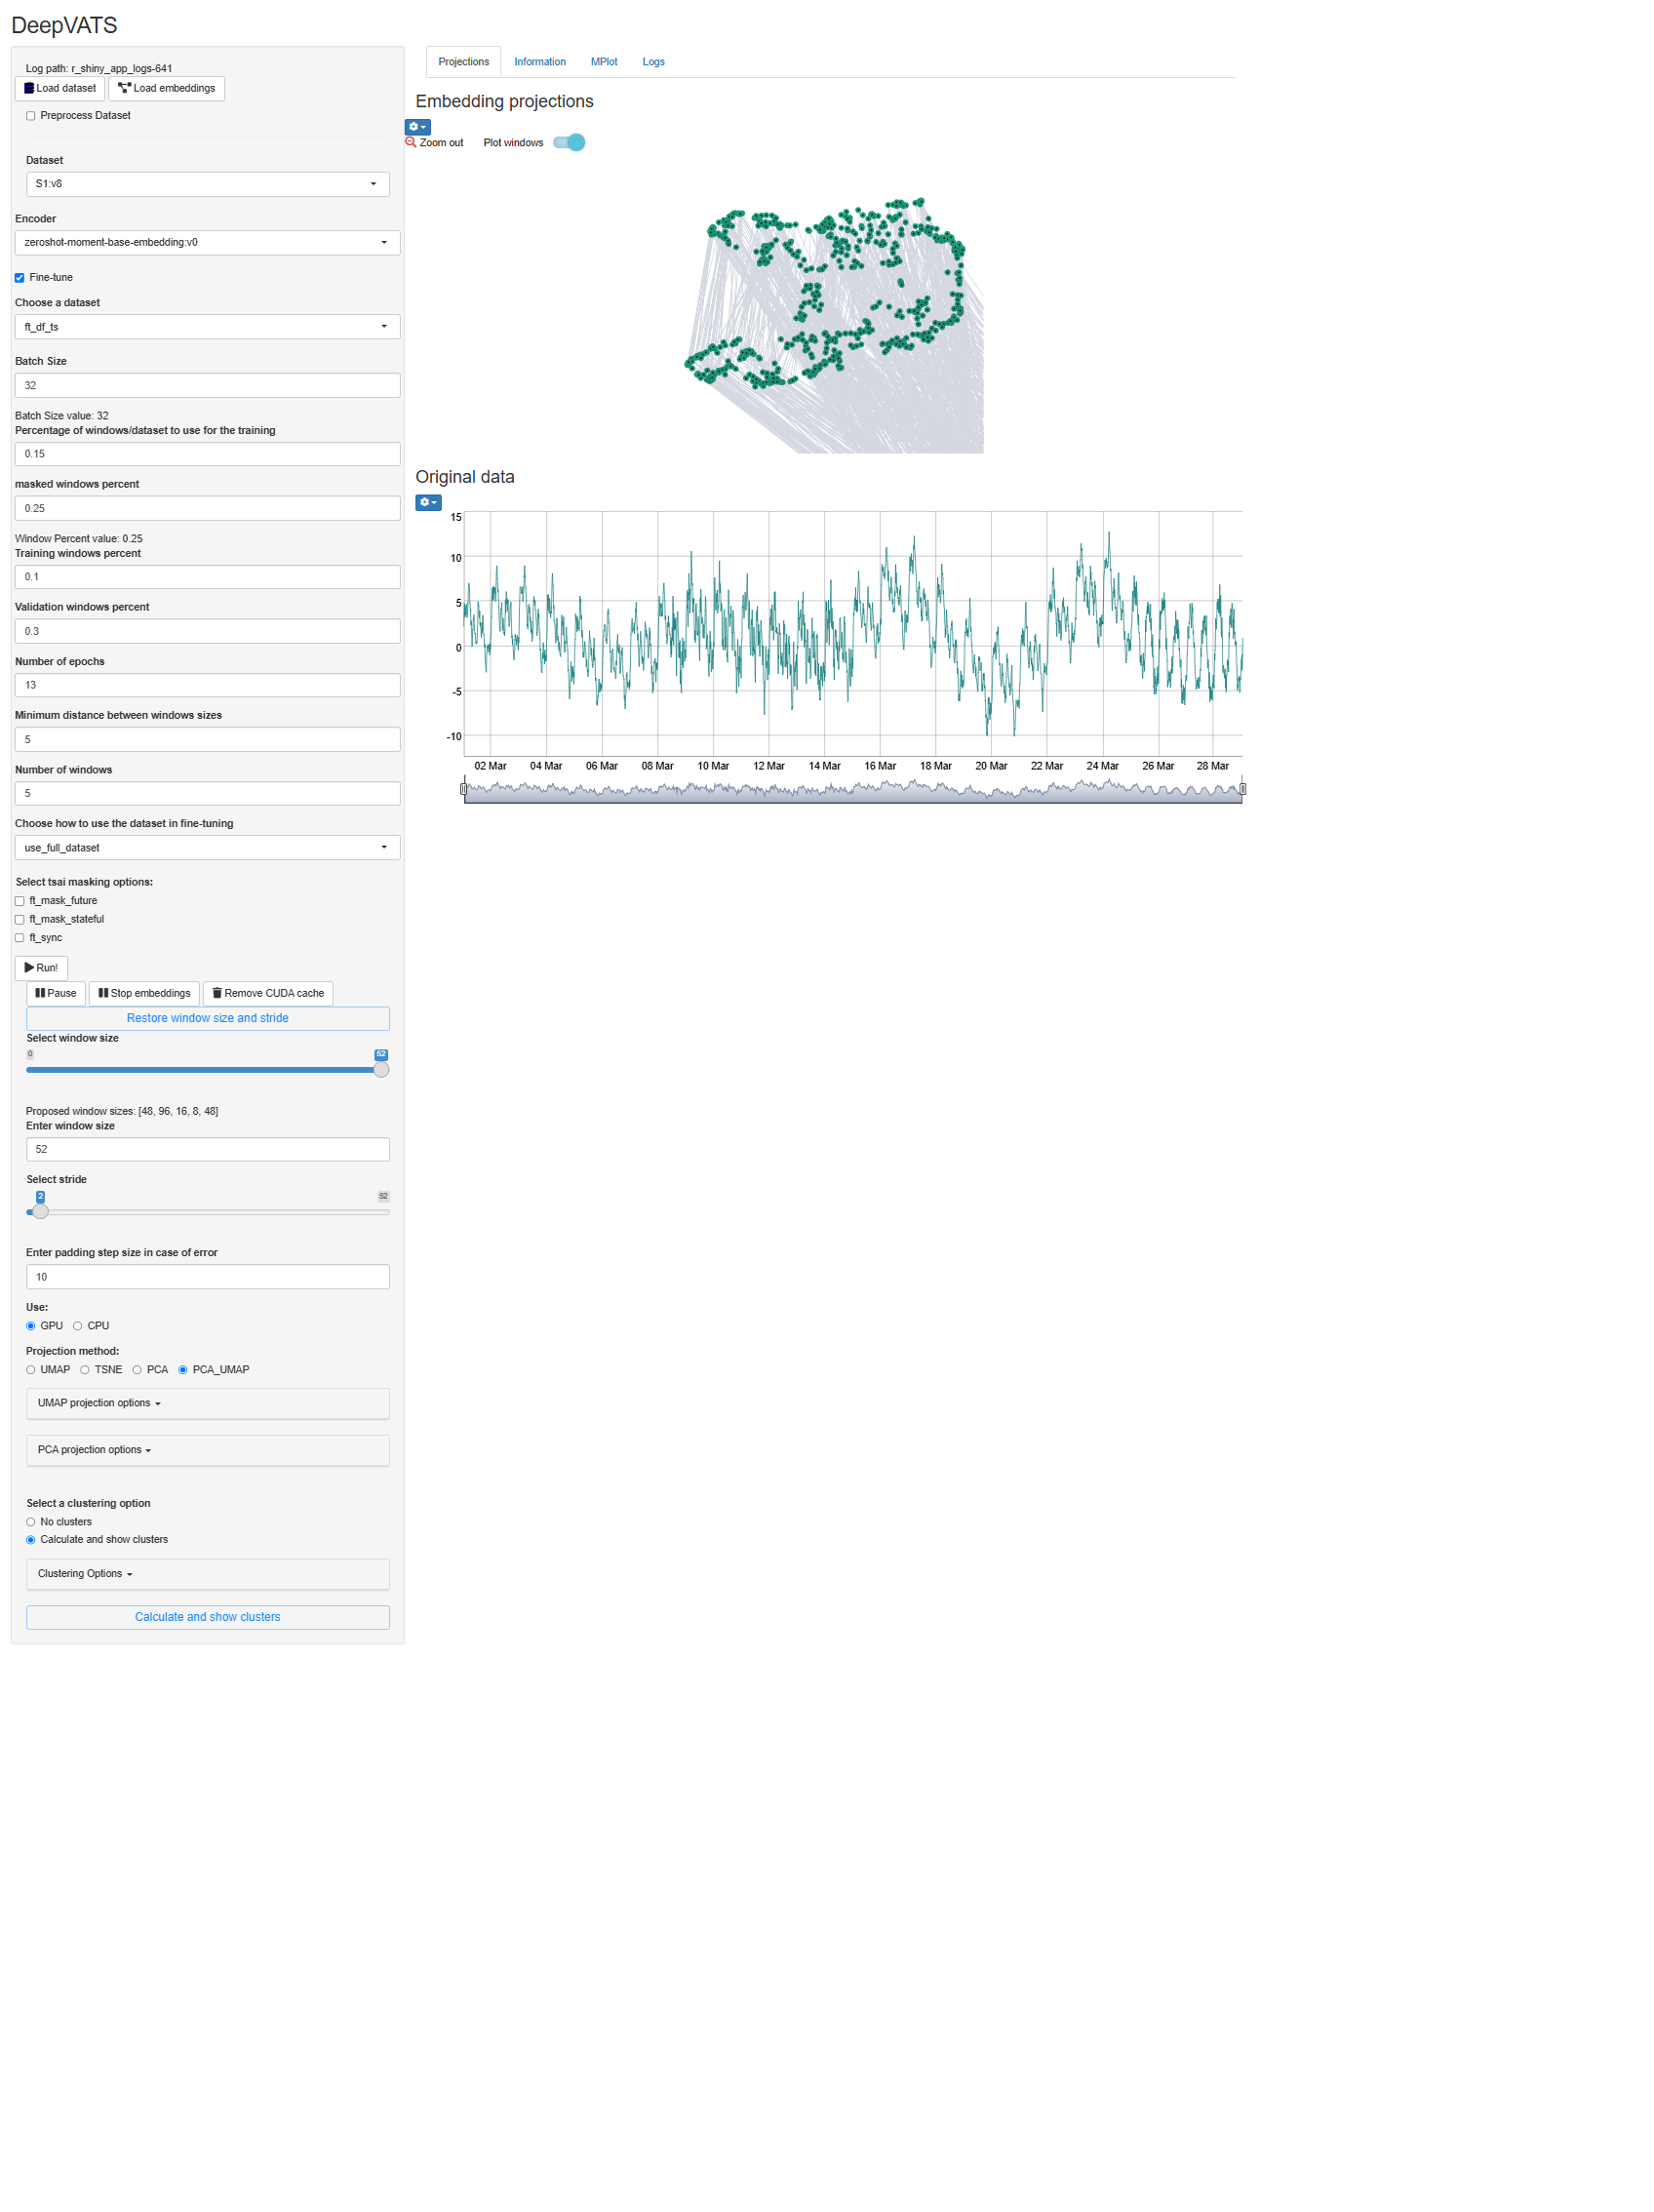 DeepVATS
Log path: r_shiny_app_logs-641
Load dataset
Load embeddings
Preprocess Dataset
Dataset
S1:v8
Encoder
zeroshot-moment-base-embedding:v0
Fine-tune
Choose a dataset
ft_df_ts
Batch Size
32
Batch Size value: 32
Percentage of windows/dataset to use for the training
0.15
masked windows percent
0.25
Window Percent value: 0.25
Training windows percent
0.1
Validation windows percent
0.3
Number of epochs
13
Minimum distance between windows sizes
5
Number of windows
5
Choose how to use the dataset in fine-tuning
use_full_dataset
Select tsai masking options:
ft_mask_future
ft_mask_stateful
ft_sync
Run!
Pause
Stop embeddings
Remove CUDA cache
Restore window size and stride
Select window size
0
52
Proposed window sizes: [48, 96, 16, 8, 48]
Enter window size
52
Select stride
2
52
Enter padding step size in case of error
10
Use:
GPU CPU
Projection method:
UMAP TSNE PCA PCA_UMAP
UMAP projection options
PCA projection options
Select a clustering option
No clusters
Calculate and show clusters
Clustering Options
Calculate and show clusters
Projections Information MPlot Logs
Embedding projections
Zoom out Plot windows
Original data
15
10
5
0
-5
-10
02 Mar 04 Mar 06 Mar 08 Mar 10 Mar 12 Mar 14 Mar 16 Mar 18 Mar 20 Mar 22 Mar 24 Mar 26 Mar 28 Mar